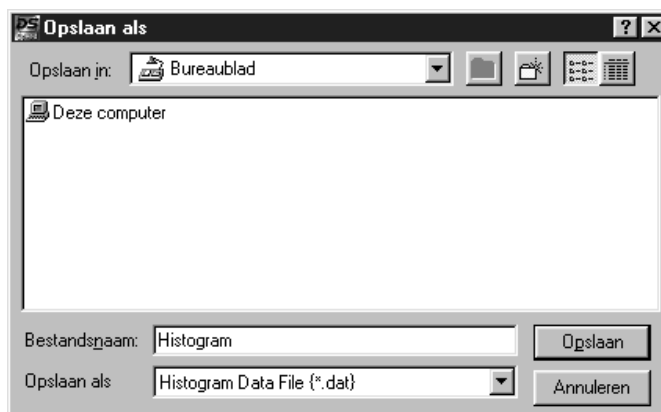 Opslaan als
Opslaan in: Bureaublad
Deze computer
Bestandsnaam: Histogram Opslaan
Opslaan als Histogram Data File {*.dat} Annuleren